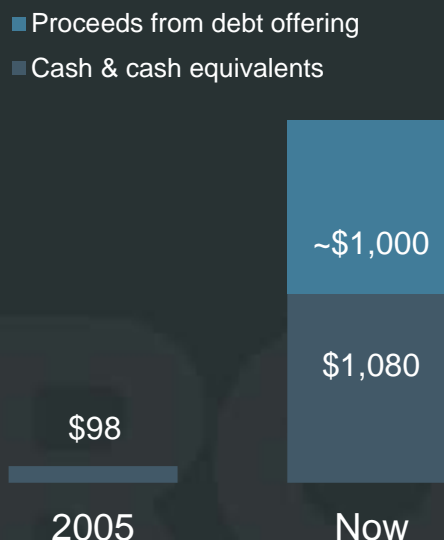 Proceeds from debt offering
Cash & cash equivalents
~$1,000
$1,080
$98
2005 Now